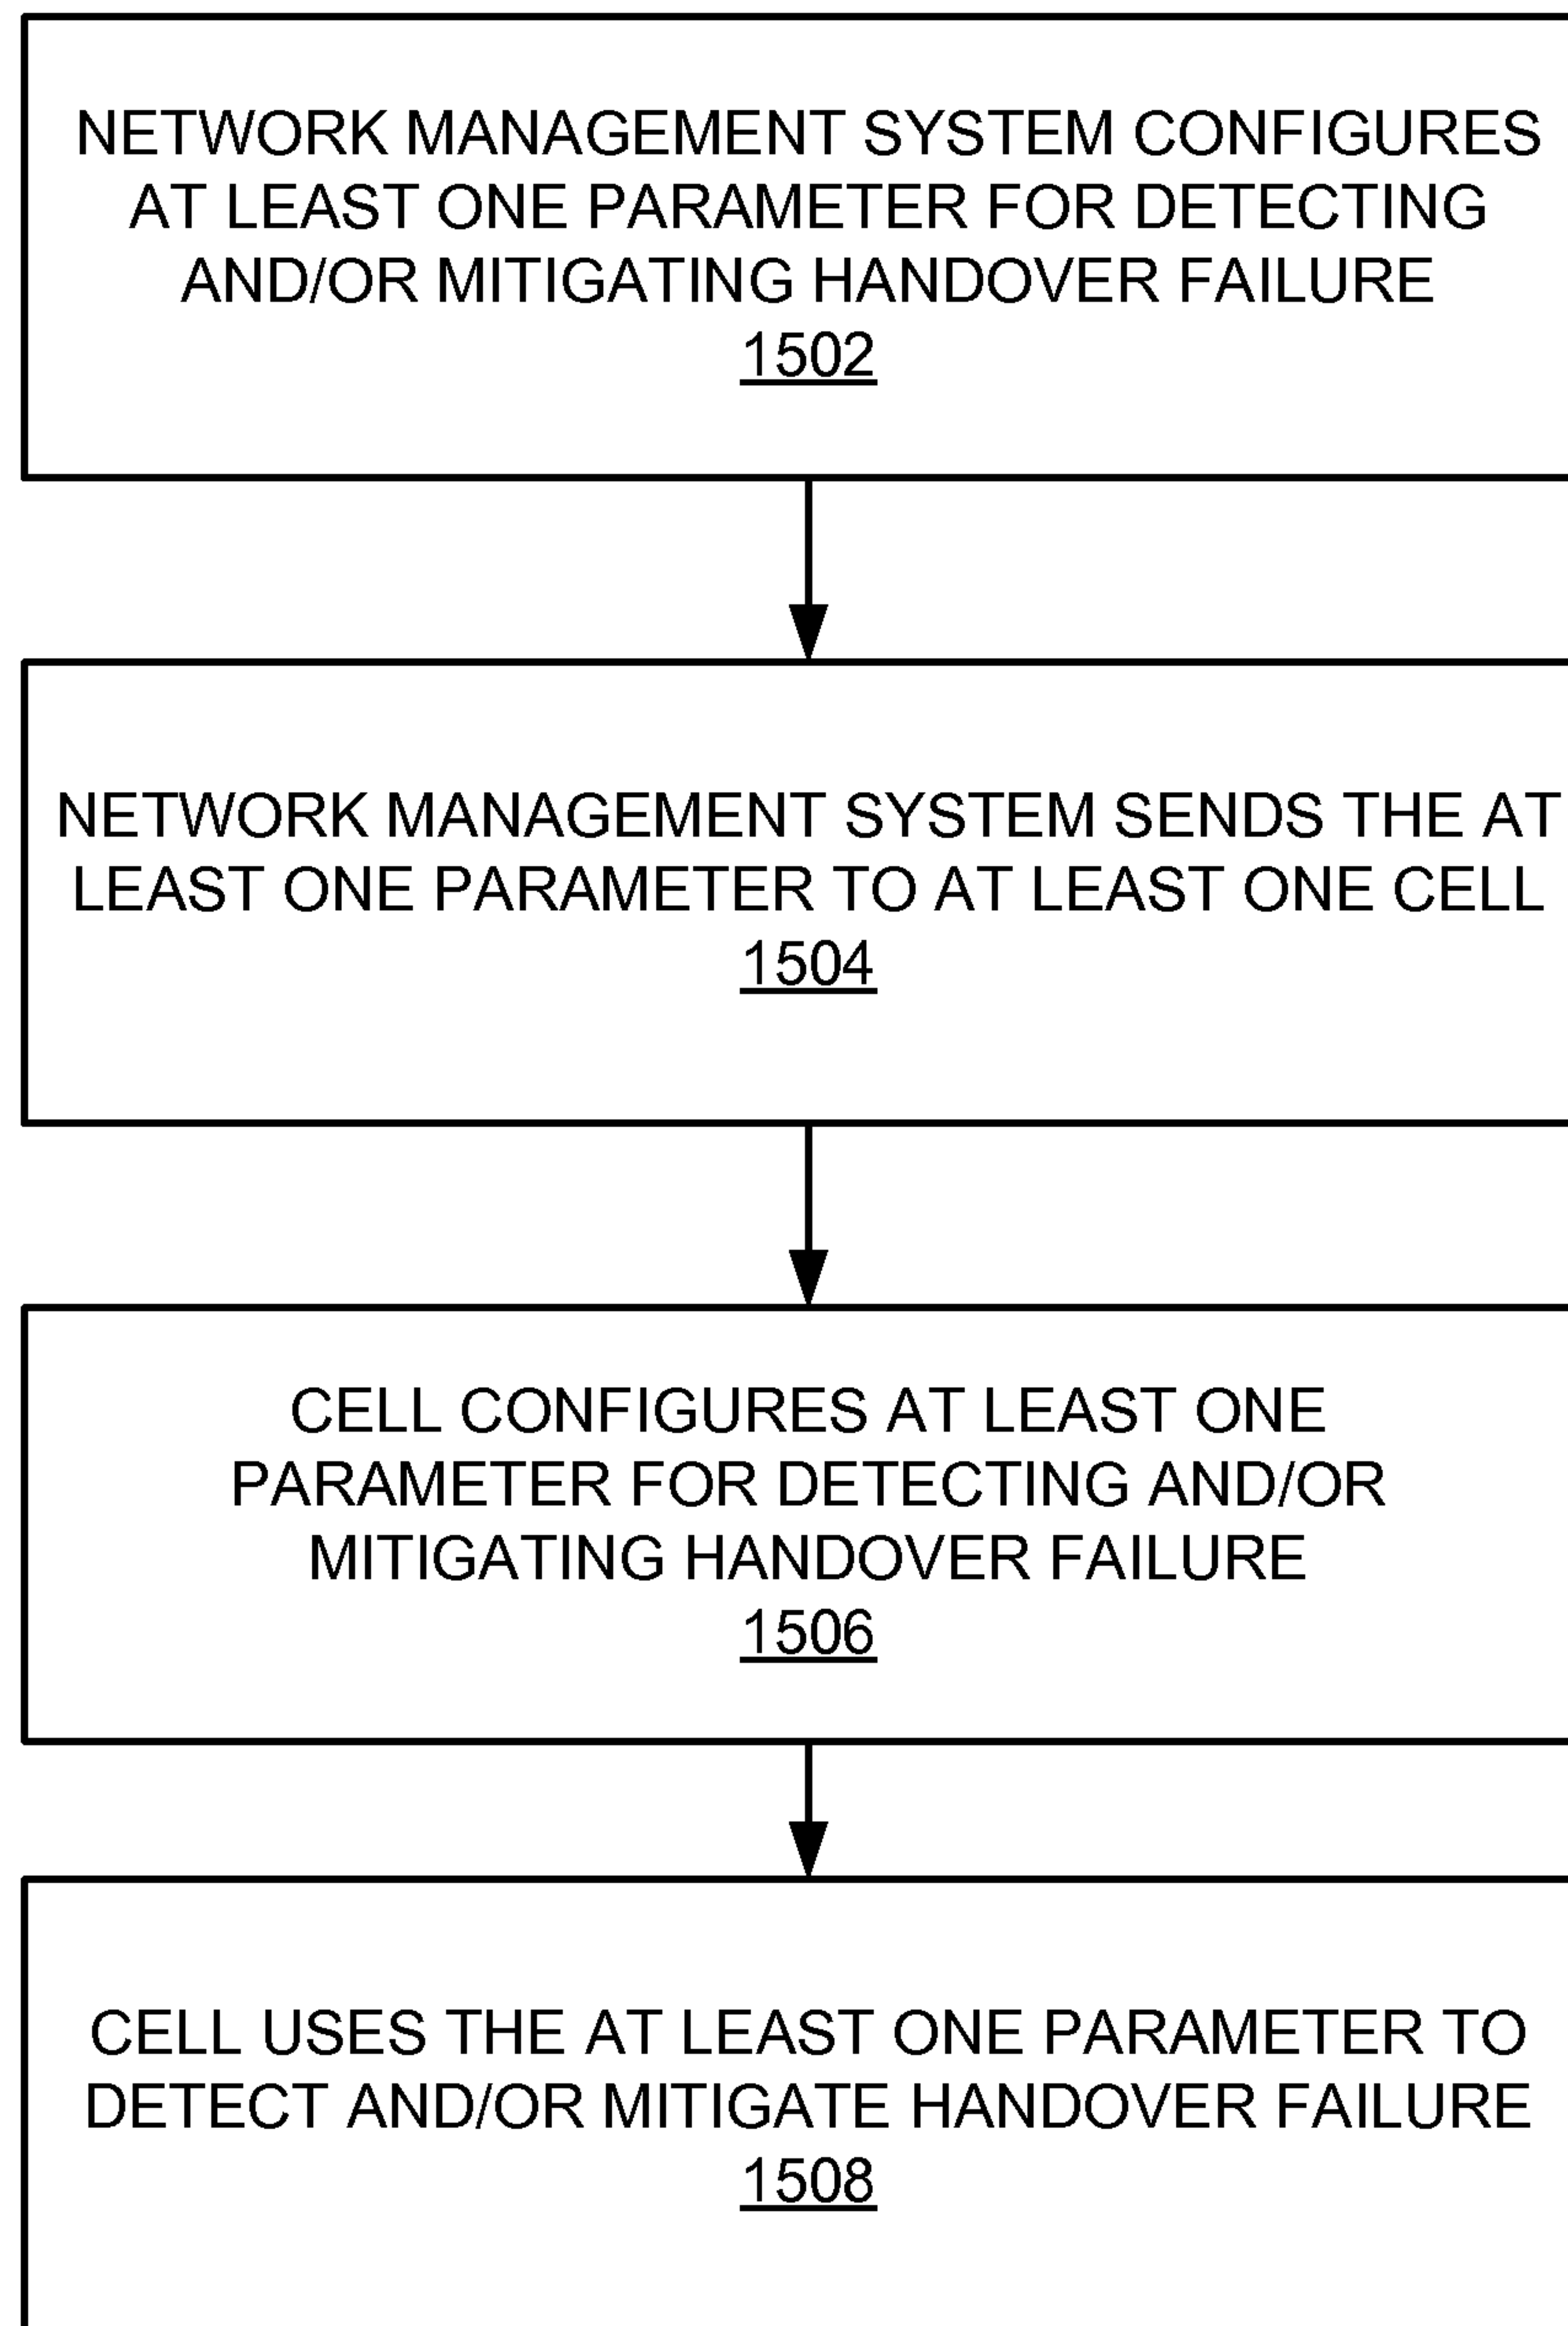 NETWORK MANAGEMENT SYSTEM CONFIGURES
AT LEAST ONE PARAMETER FOR DETECTING
AND/OR MITIGATING HANDOVER FAILURE
1502
NETWORK MANAGEMENT SYSTEM SENDS THE AT
LEAST ONE PARAMETER TO AT LEAST ONE CELL
1504
CELL CONFIGURES AT LEAST ONE
PARAMETER FOR DETECTING AND/OR
MITIGATING HANDOVER FAILURE
1506
CELL USES THE AT LEAST ONE PARAMETER TO
DETECT AND/OR MITIGATE HANDOVER FAILURE
1508